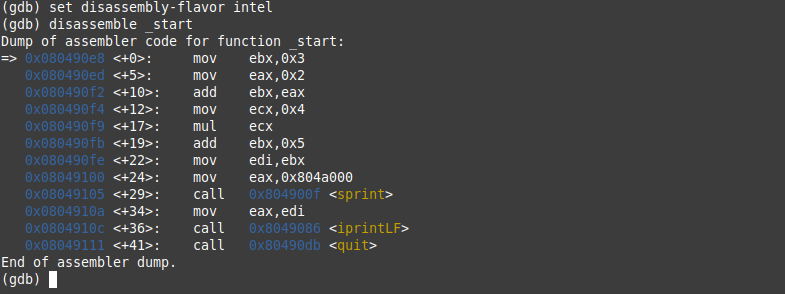 (gdb) set disassembly-flavor intel
(gdb) disassemble _start
Dump of assembler code for function _start:
=> 0x080490e8 <+0>:     mov    ebx,0x3
   0x080490ed <+5>:     mov    eax,0x2
   0x080490f2 <+10>:    add    ebx,eax
   0x080490f4 <+12>:    mov    ecx,0x4
   0x080490f9 <+17>:    mul    ecx
   0x080490fb <+19>:    add    ebx,0x5
   0x080490fe <+22>:    mov    edi,ebx
   0x08049100 <+24>:    mov    eax,0x804a000
   0x08049105 <+29>:    call   0x804900f <sprint>
   0x0804910a <+34>:    mov    eax,edi
   0x0804910c <+36>:    call   0x8049086 <iprintLF>
   0x08049111 <+41>:    call   0x80490db <quit>
End of assembler dump.
(gdb)